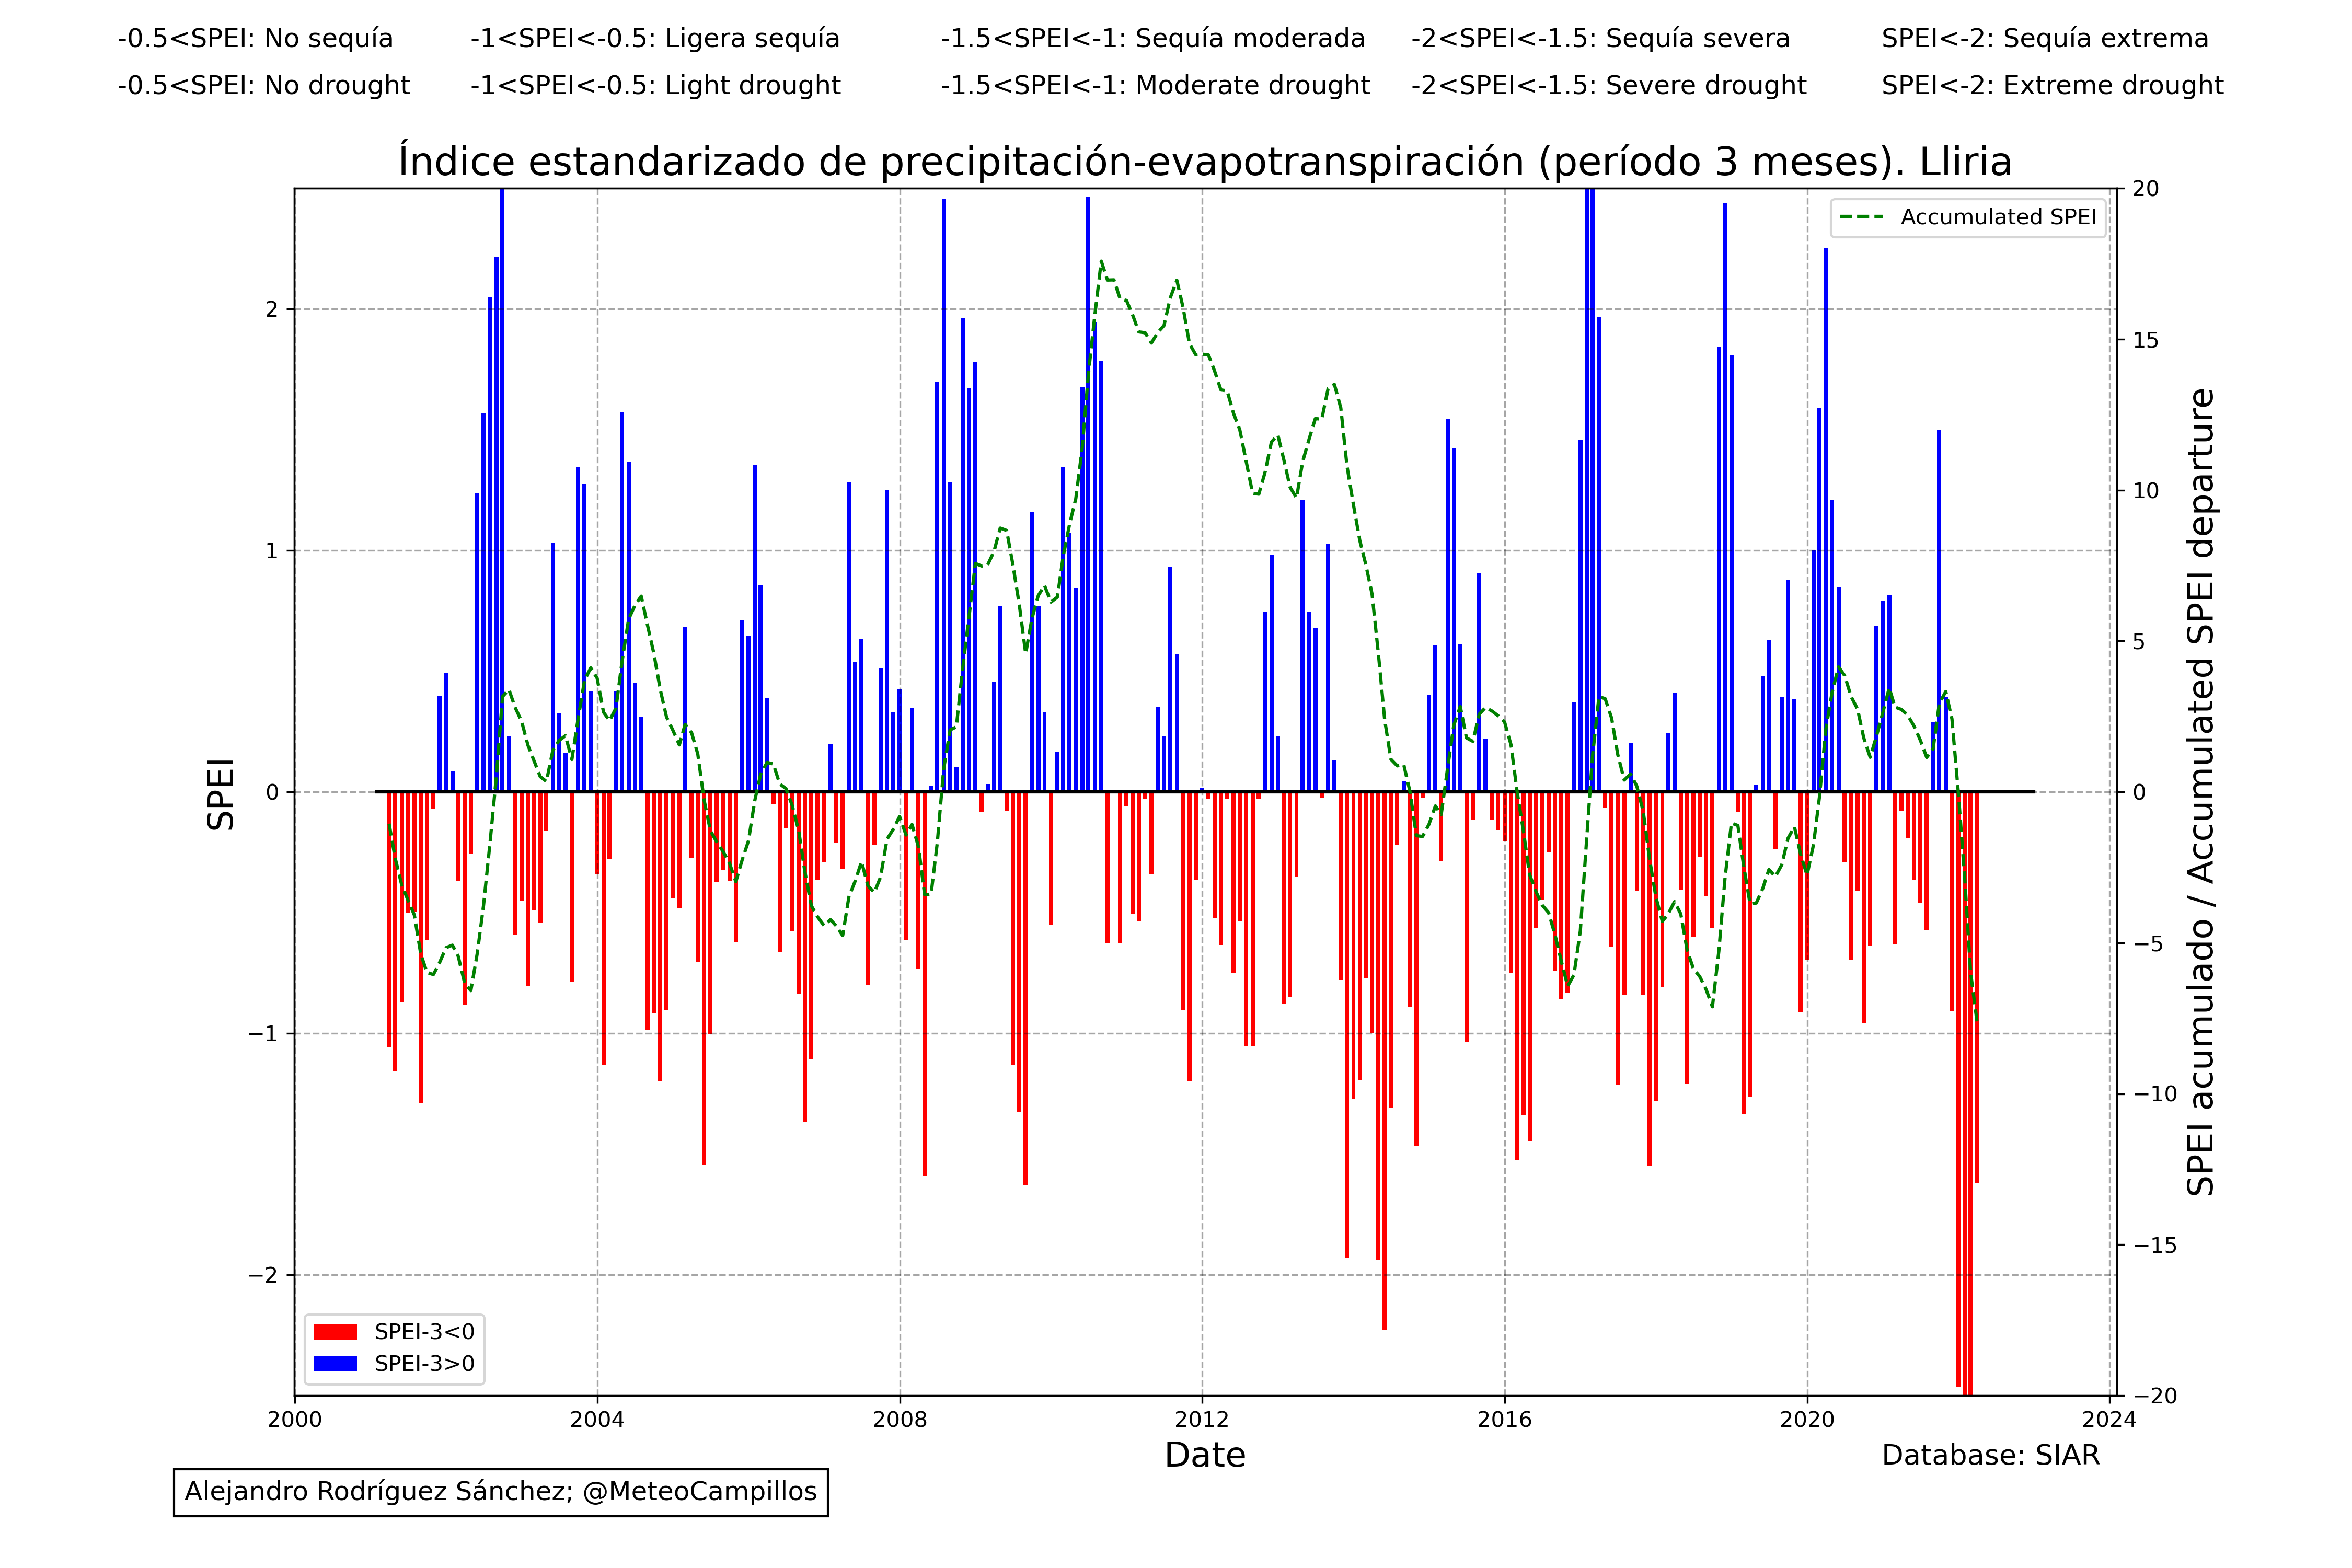 -0.5<SPEI: No sequía -1<SPEI<-0.5: Ligera sequía -1.5<SPEI<-1: Sequía moderada -2<SPEI<-1.5: Sequía severa SPEI<-2: Sequía extrema
-0.5<SPEI: No drought -1<SPEI<-0.5: Light drought -1.5<SPEI<-1: Moderate drought -2<SPEI<-1.5: Severe drought SPEI<-2: Extreme drought
Índice estandarizado de precipitación-evapotranspiración (período 3 meses). Lliria
Accumulated SPEI
SPEI
2
1
0
−1
−2
20
15
10
5
0
−5
−10
−15
−20
SPEI acumulado / Accumulated SPEI departure
SPEI-3<0
SPEI-3>0
2000 2004 2008 2012 2016 2020 2024
Date
Database: SIAR
Alejandro Rodríguez Sánchez; @MeteoCampillos